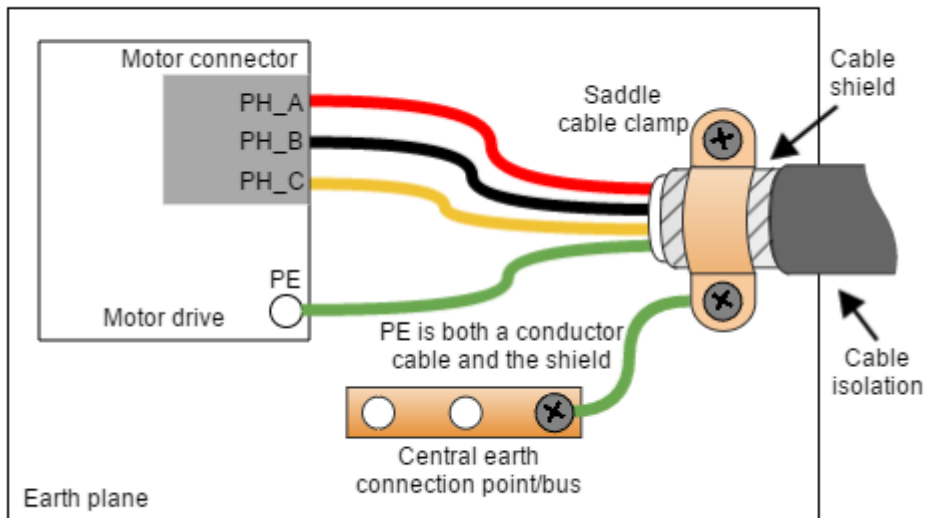 Motor connector
PH_A
PH_B
PH_C
PE
Motor drive
Saddle
cable clamp
Cable
shield
PE is both a conductor
cable and the shield
Cable
isolation
Central earth
connection point/bus
Earth plane